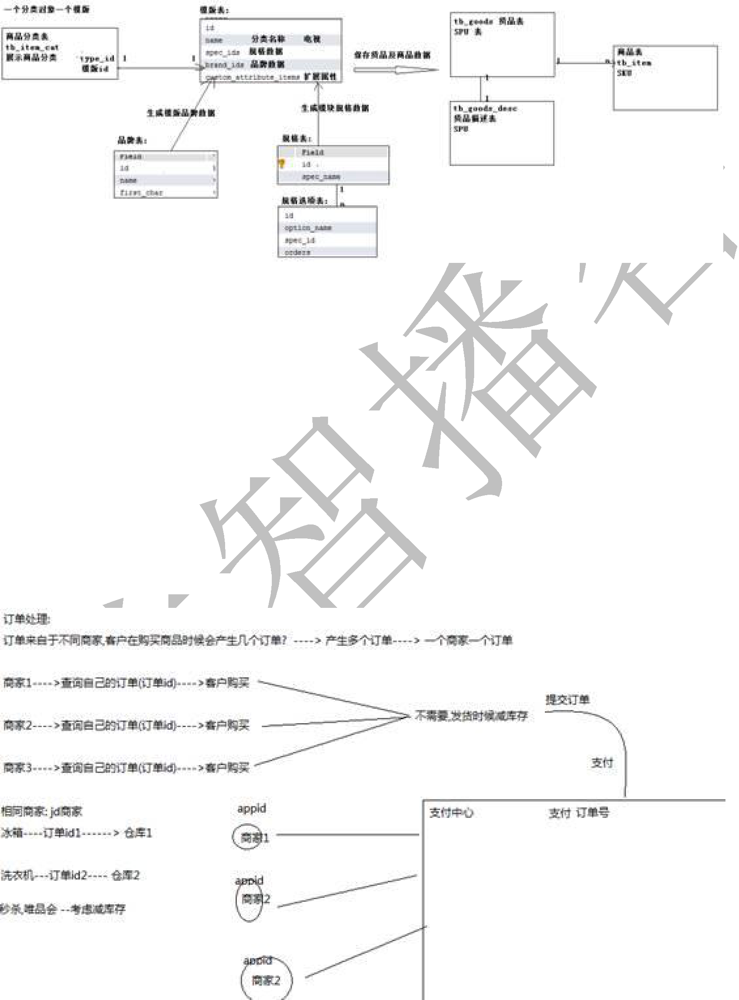 一个分类对象一个模版
模版表:
商品分类表
tb_item_cat
展示商品分类
type_id
模版id
1
1
id
name 分类名称 电视
spec_ids 规格数据
brand_ids 品牌数据
custom_attribute_items 扩展属性
保存货品及商品数据
tb_goods 货品表
SPU 表
1
n
商品表
tb_item
SKU
1
1
tb_goods_desc
货品描述表
SPU
生成模版品牌数据
生成模块规格数据
品牌表:
Field
id
name
first_char
规格表:
Field
id
spec_name
1
规格选项表:
n
id
option_name
spec_id
orders
智播
订单处理:
订单来自于不同商家,客户在购买商品时候会产生几个订单? ----> 产生多个订单----> 一个商家一个订单
商家1---->查询自己的订单(订单id)---->客户购买
提交订单
不需要,发货时候减库存
商家2---->查询自己的订单(订单id)---->客户购买
支付
商家3---->查询自己的订单(订单id)---->客户购买
相同商家: jd商家
appid
支付中心
支付 订单号
冰箱----订单id1------> 仓库1
商家1
洗衣机---订单id2---- 仓库2
appid
商家2
秒杀,唯品会 --考虑减库存
appid
商家2